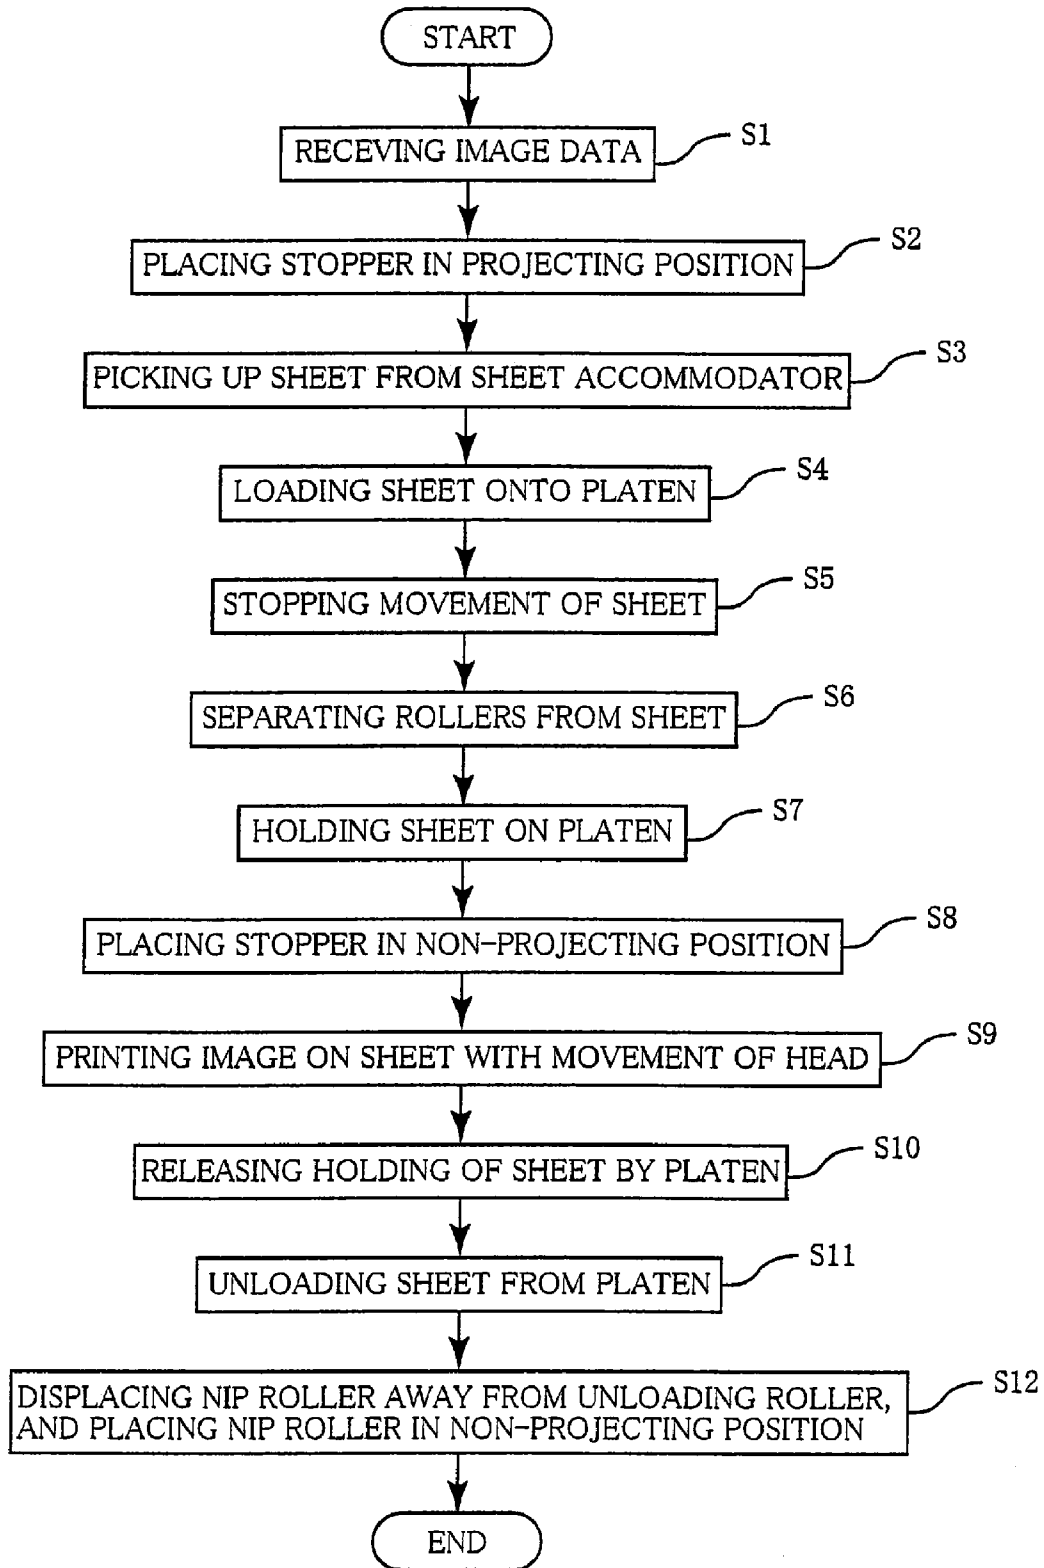 START
RECEVING IMAGE DATA
S1
PLACING STOPPER IN PROJECTING POSITION
S2
PICKING UP SHEET FROM SHEET ACCOMMODATOR
S3
LOADING SHEET ONTO PLATEN
S4
STOPPING MOVEMENT OF SHEET
S5
SEPARATING ROLLERS FROM SHEET
S6
HOLDING SHEET ON PLATEN
S7
PLACING STOPPER IN NON-PROJECTING POSITION
S8
PRINTING IMAGE ON SHEET WITH MOVEMENT OF HEAD
S9
RELEASING HOLDING OF SHEET BY PLATEN
S10
UNLOADING SHEET FROM PLATEN
S11
DISPLACING NIP ROLLER AWAY FROM UNLOADING ROLLER,
AND PLACING NIP ROLLER IN NON-PROJECTING POSITION
S12
END